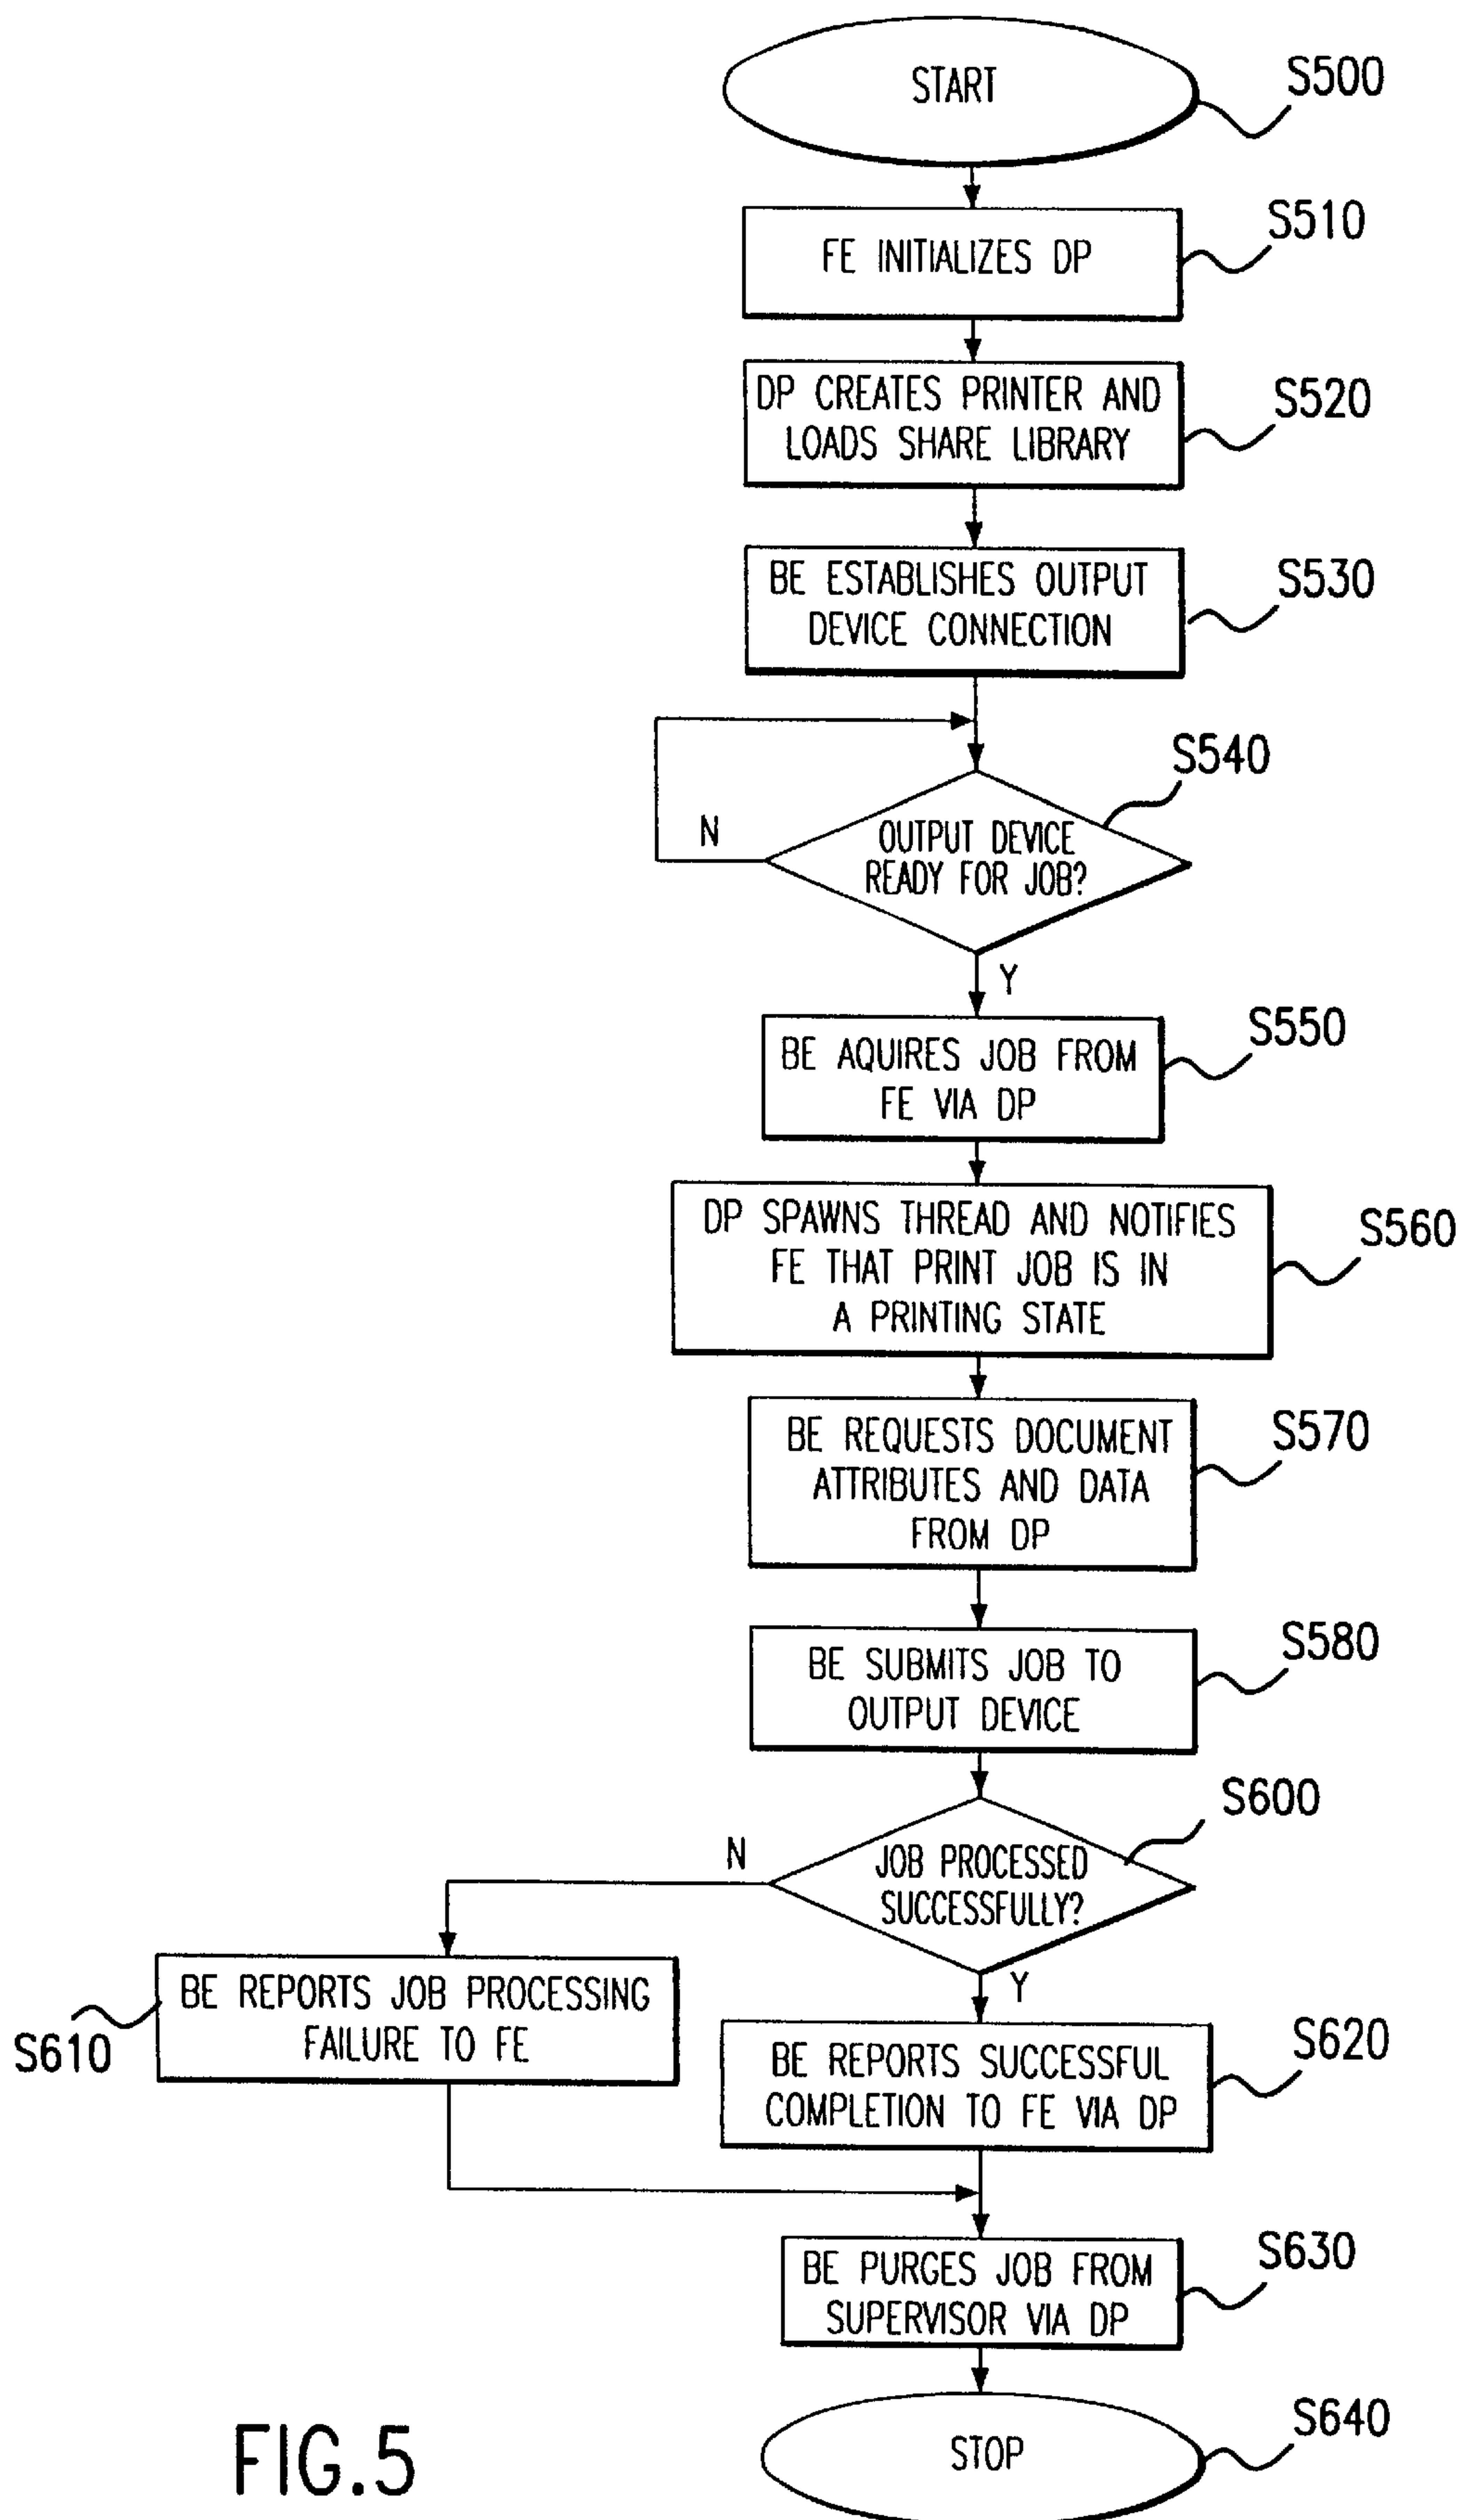 START
S500
FE INITIALIZES DP
S510
DP CREATES PRINTER AND
LOADS SHARE LIBRARY
S520
BE ESTABLISHES OUTPUT
DEVICE CONNECTION
S530
S540
OUTPUT DEVICE
READY FOR JOB?
N
Y
BE AQUIRES JOB FROM
FE VIA DP
S550
DP SPAWNS THREAD AND NOTIFIES
FE THAT PRINT JOB IS IN
A PRINTING STATE
S560
BE REQUESTS DOCUMENT
ATTRIBUTES AND DATA
FROM DP
S570
BE SUBMITS JOB TO
OUTPUT DEVICE
S580
S600
JOB PROCESSED
SUCCESSFULLY?
N
Y
BE REPORTS JOB PROCESSING
FAILURE TO FE
S610
BE REPORTS SUCCESSFUL
COMPLETION TO FE VIA DP
S620
BE PURGES JOB FROM
SUPERVISOR VIA DP
S630
STOP
S640
FIG.5